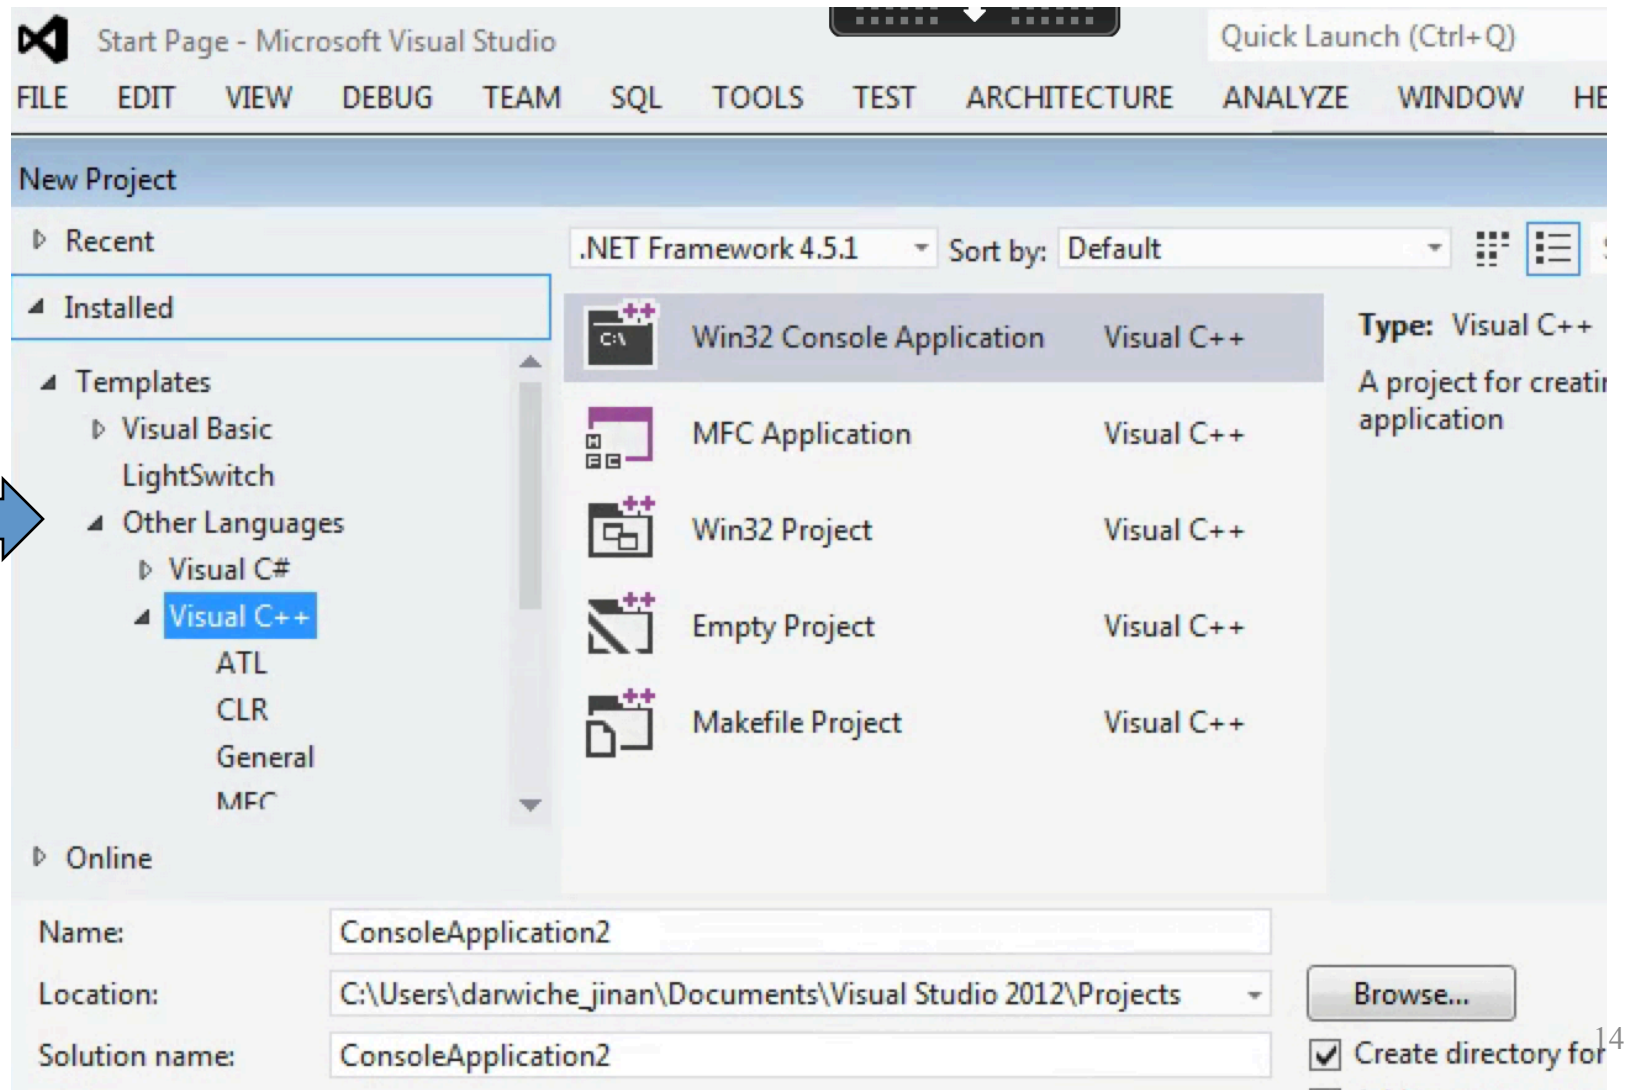 Start Page - Microsoft Visual Studio
Quick Launch (Ctrl+Q)
FILE EDIT VIEW DEBUG TEAM SQL TOOLS TEST ARCHITECTURE ANALYZE WINDOW HE
New Project
Recent
.NET Framework 4.5.1 Sort by: Default
Installed
Templates
Visual Basic
LightSwitch
Other Languages
Visual C#
Visual C++
ATL
CLR
General
MFC
Online
C:\
Win32 Console Application Visual C++
MFC
MFC Application Visual C++
Win32 Project Visual C++
Empty Project Visual C++
Makefile Project Visual C++
Type: Visual C++
A project for creatin
application
Name: ConsoleApplication2
Location: C:\Users\darwiche_jinan\Documents\Visual Studio 2012\Projects
Browse...
Solution name: ConsoleApplication2
Create directory for
14